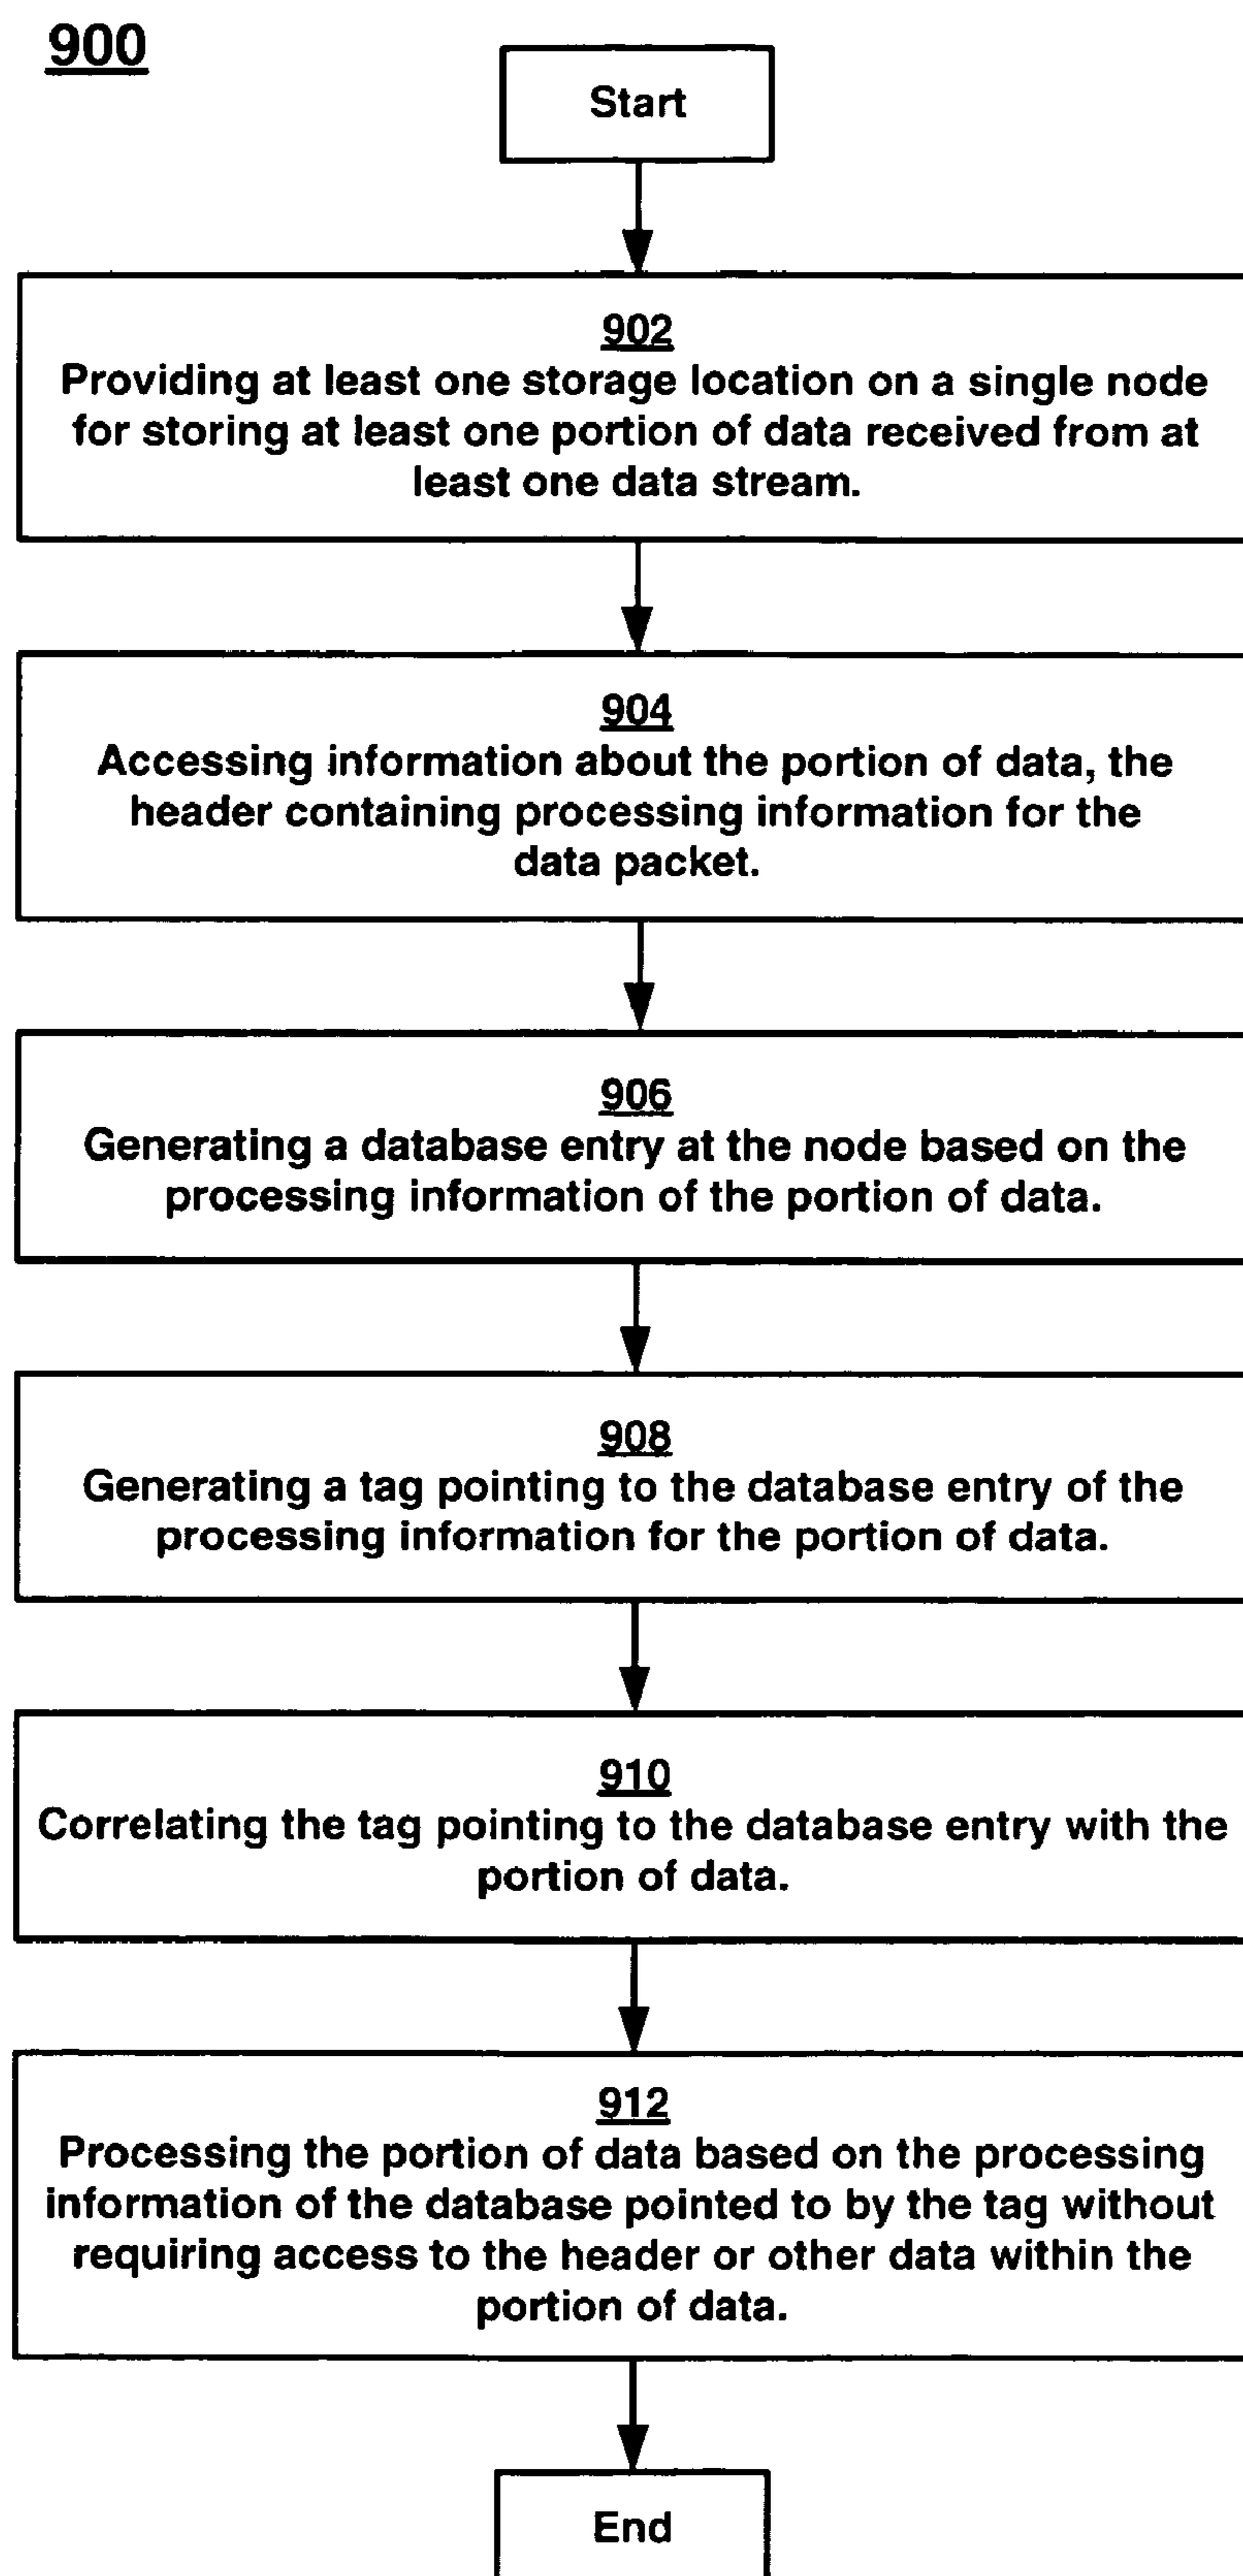 900
Start
902
Providing at least one storage location on a single node
for storing at least one portion of data received from at
least one data stream.
904
Accessing information about the portion of data, the
header containing processing information for the
data packet.
906
Generating a database entry at the node based on the
processing information of the portion of data.
908
Generating a tag pointing to the database entry of the
processing information for the portion of data.
910
Correlating the tag pointing to the database entry with the
portion of data.
912
Processing the portion of data based on the processing
information of the database pointed to by the tag without
requiring access to the header or other data within the
portion of data.
End